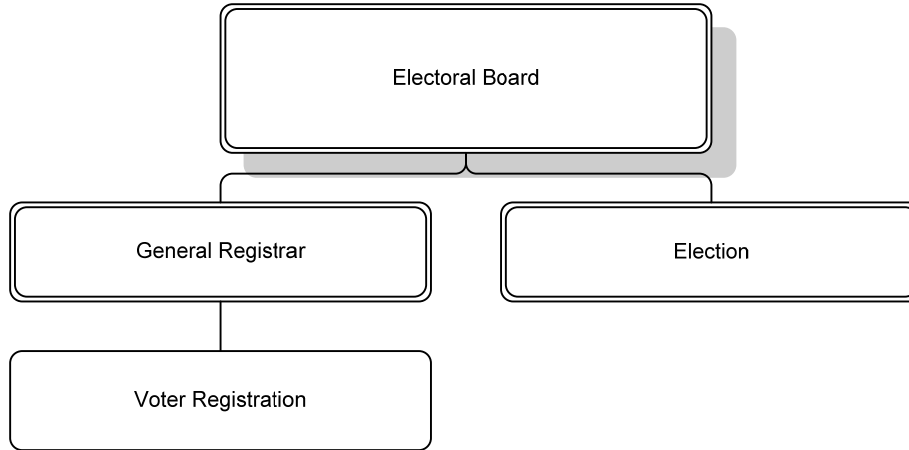 Electoral Board
General Registrar
Election
Voter Registration